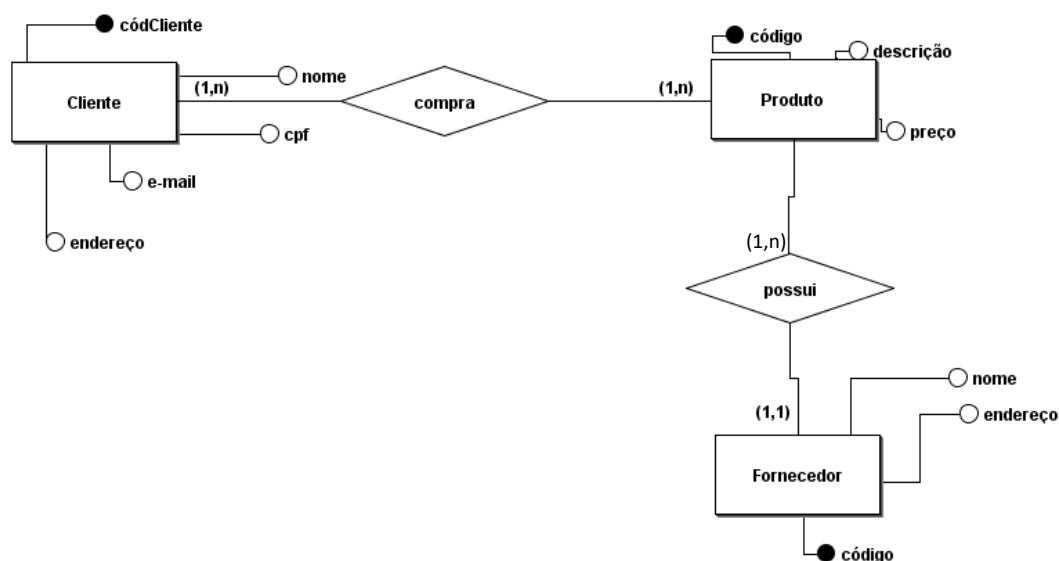 códCliente
código
descrição
nome
(1,n)
(1,n)
Cliente
compra
Produto
cpf
preço
e-mail
endereço
(1,n)
possui
nome
(1,1)
endereço
Fornecedor
código